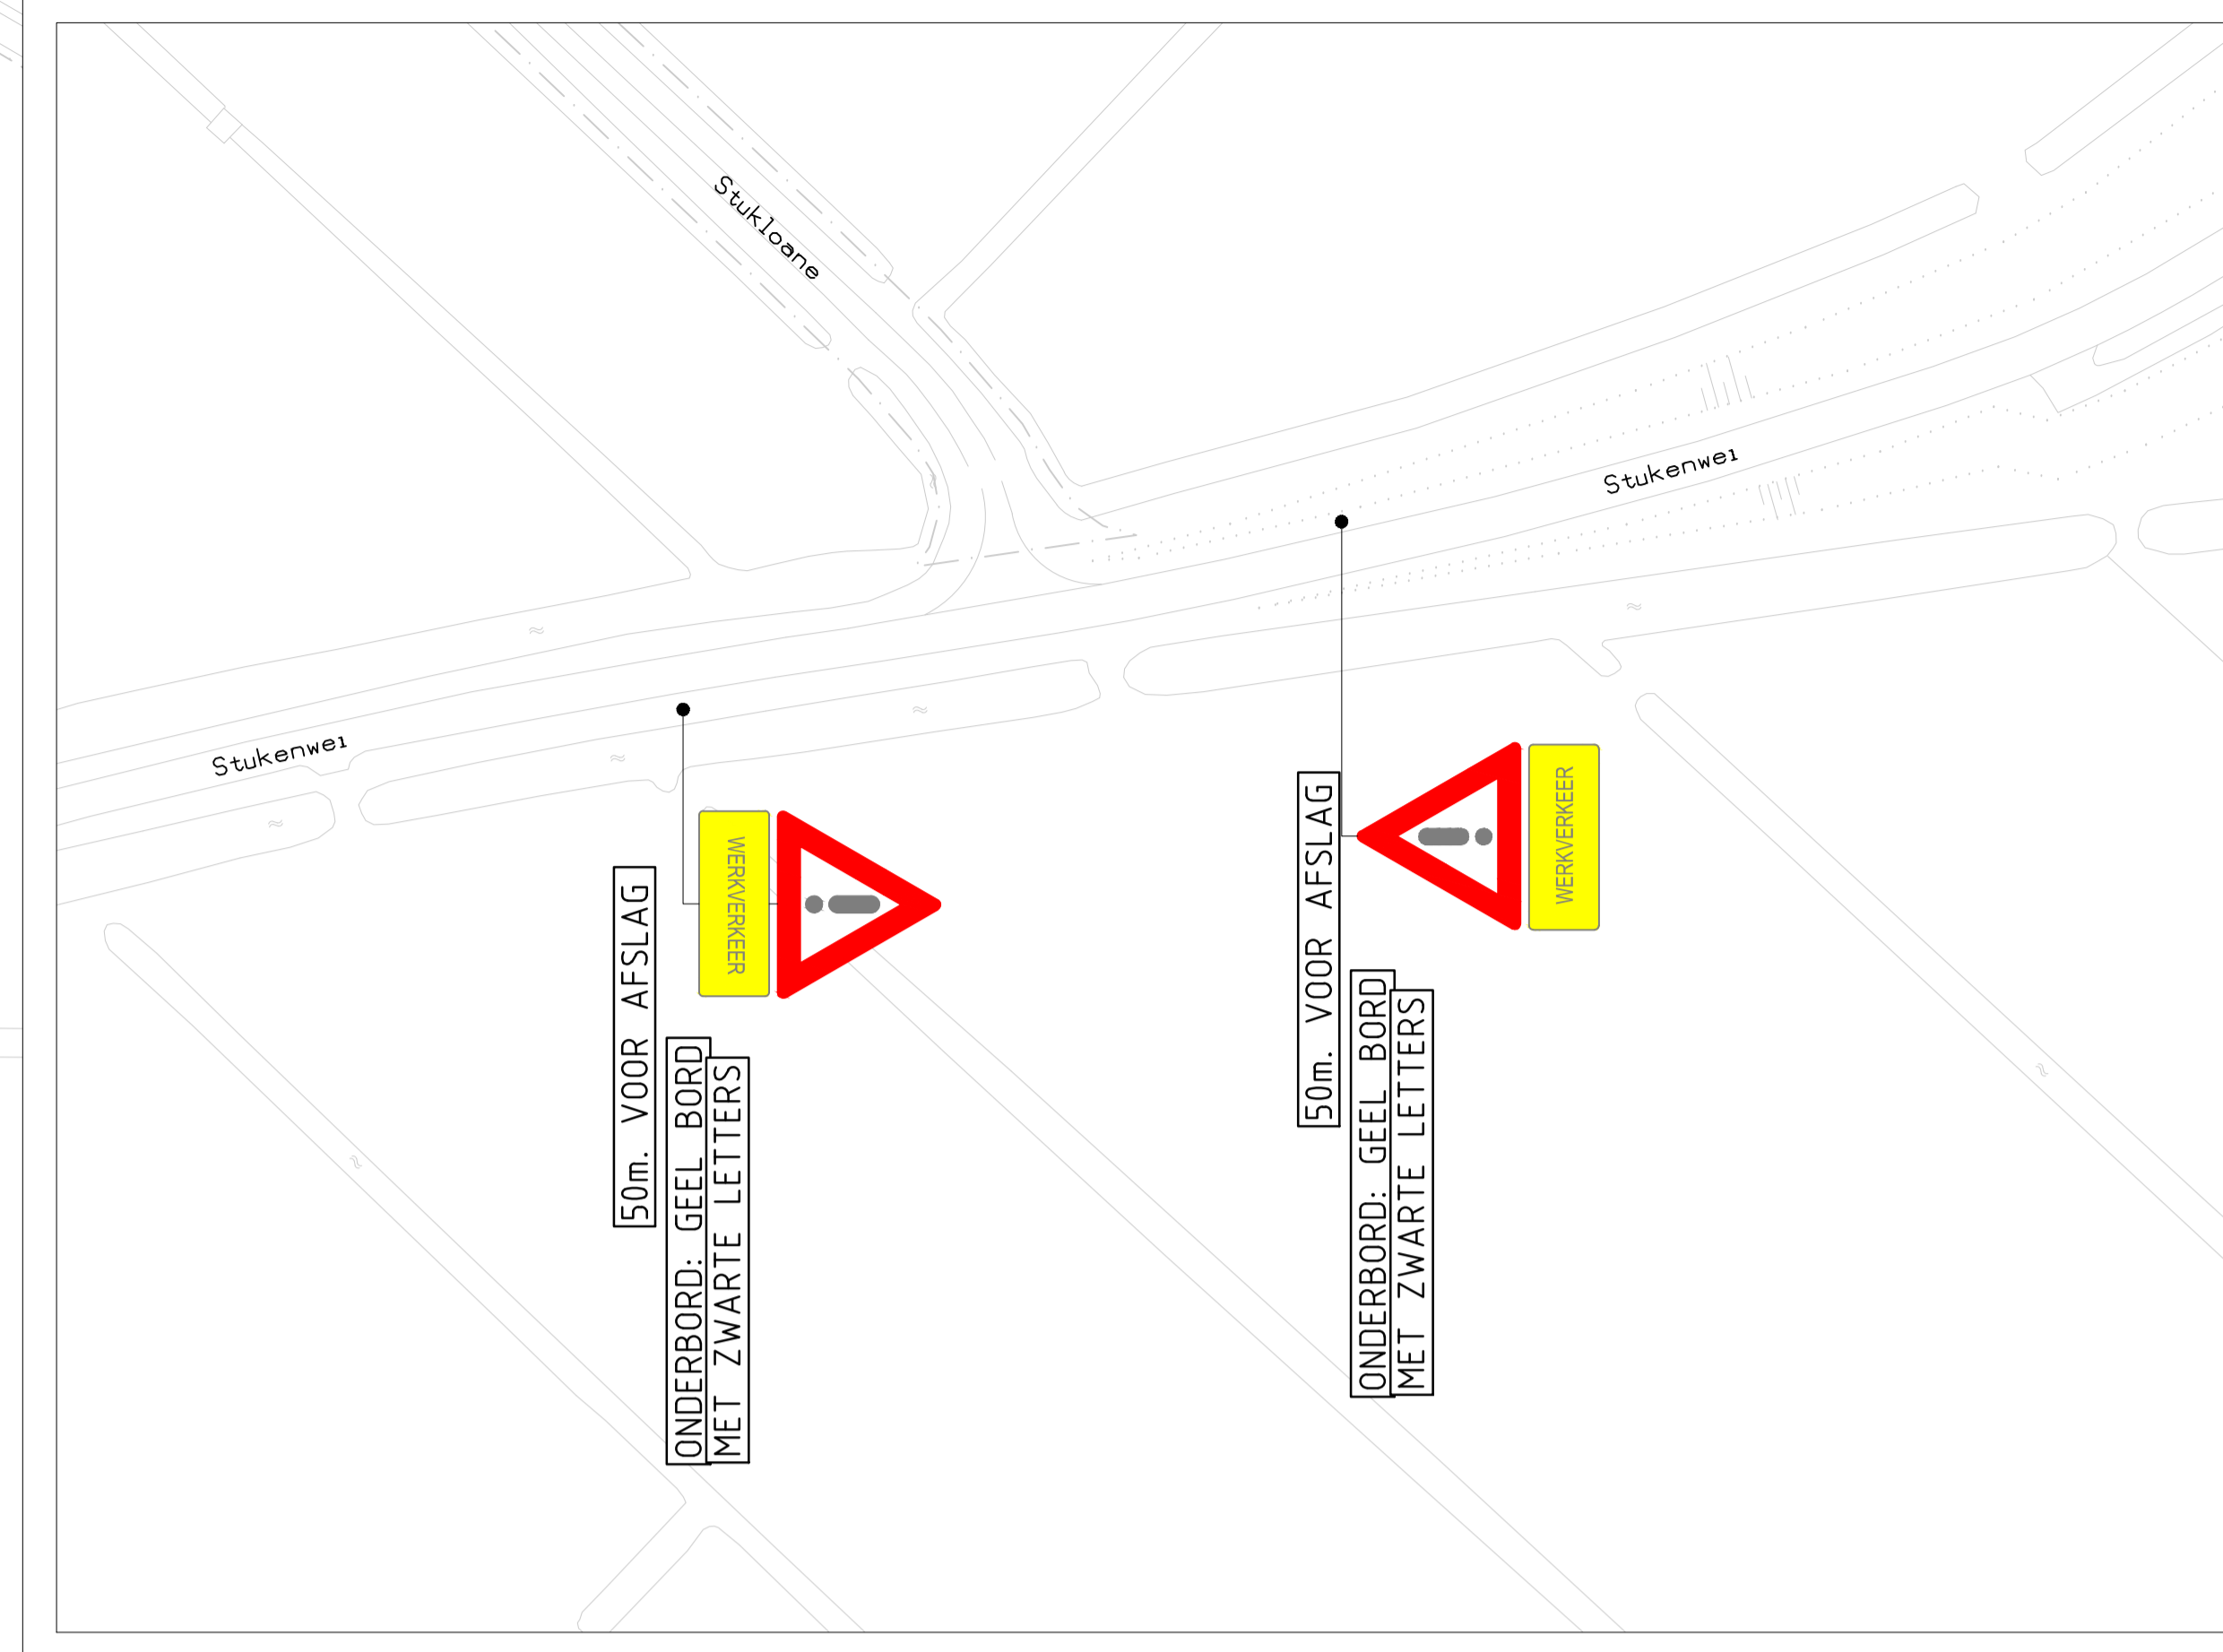 Stukloane
Stukenwei
Stukenwei
WERKVERKEER
50m. VOOR AFSLAG
ONDERBORD: GEEL BORD
MET ZWARTE LETTERS
WERKVERKEER
50m. VOOR AFSLAG
ONDERBORD: GEEL BORD
MET ZWARTE LETTERS